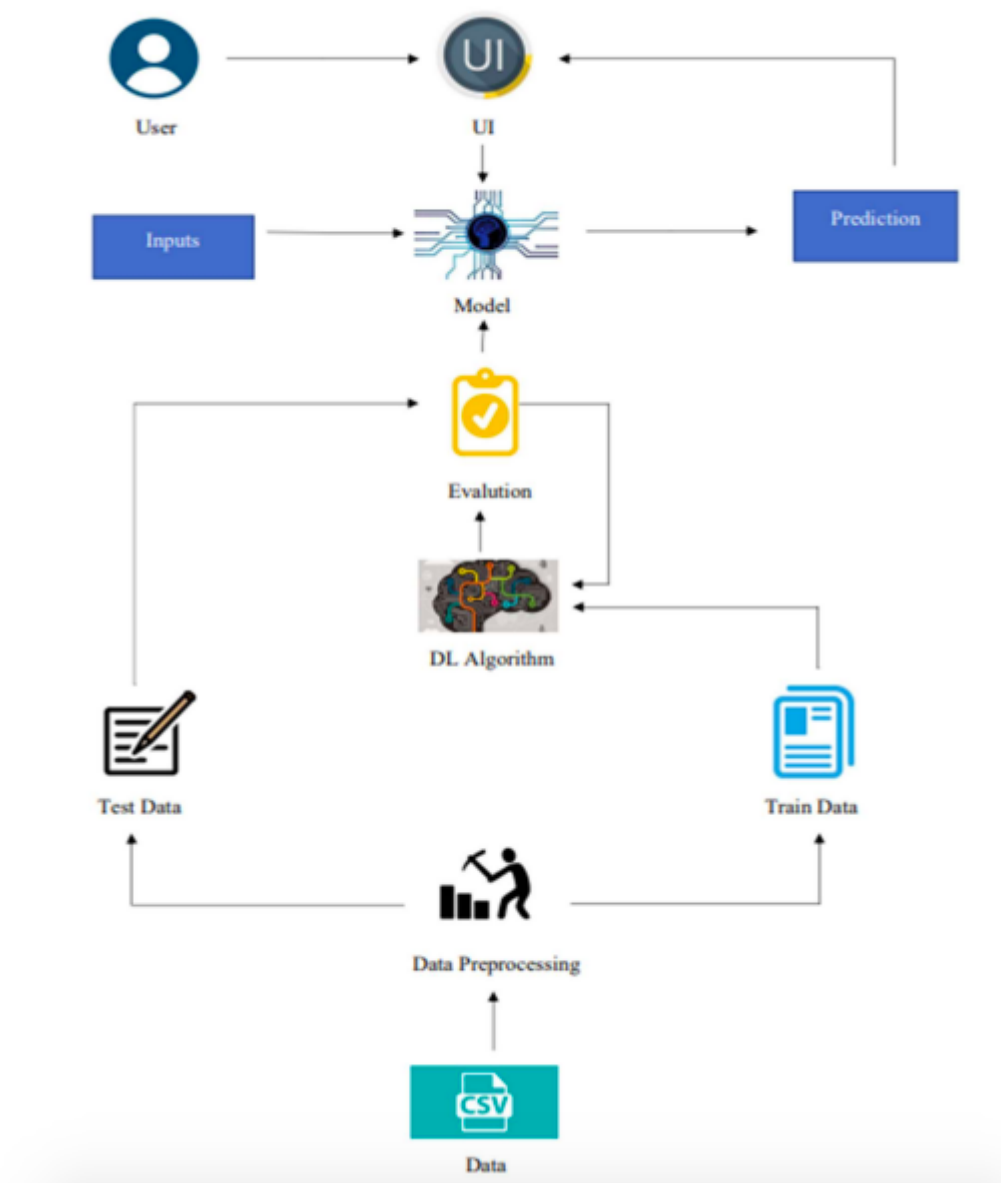 UI
User
UI
Inputs
Prediction
Model
Evalution
DL Algorithm
Test Data
Train Data
Data Preprocessing
CSV
Data